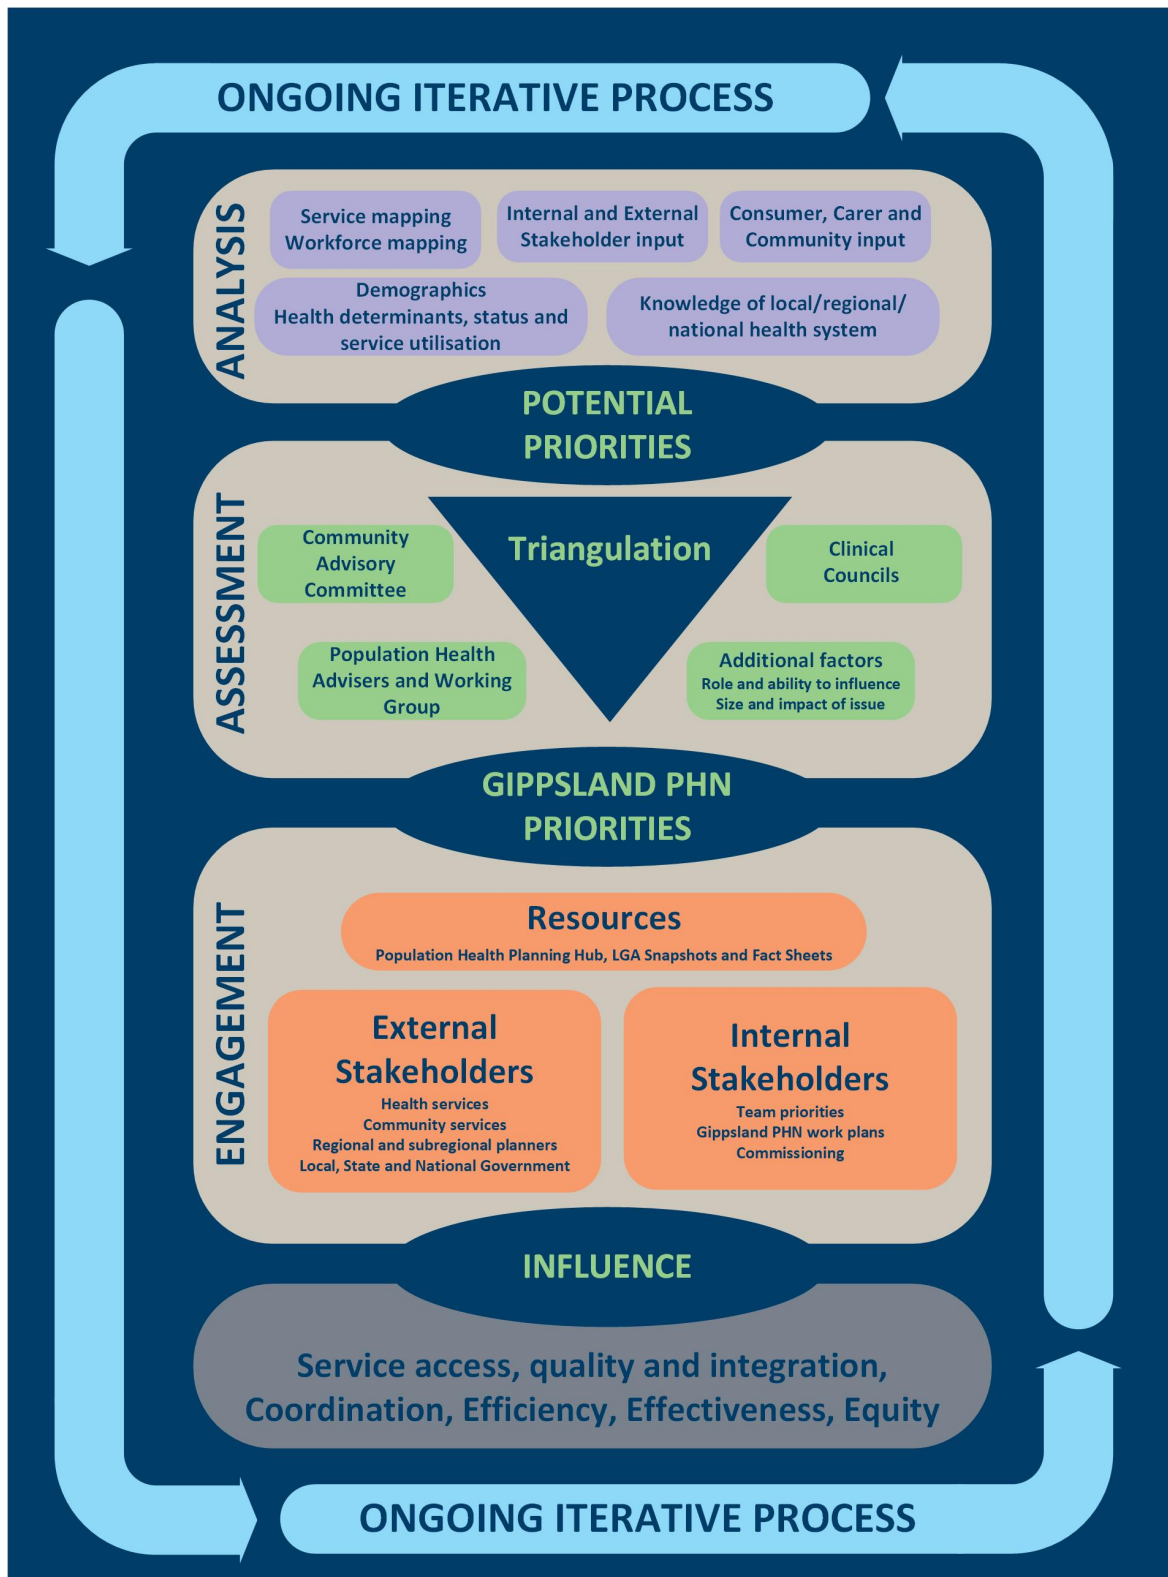 ONGOING ITERATIVE PROCESS
ANALYSIS
Service mapping
Workforce mapping
Internal and External
Stakeholder input
Consumer, Carer and
Community input
Demographics
Health determinants, status and
service utilisation
Knowledge of local/regional/
national health system
POTENTIAL
PRIORITIES
ASSESSMENT
Community
Advisory
Committee
Triangulation
Clinical
Councils
Population Health
Advisers and Working
Group
Additional factors
Role and ability to influence
Size and impact of issue
GIPPSLAND PHN
PRIORITIES
ENGAGEMENT
Resources
Population Health Planning Hub, LGA Snapshots and Fact Sheets
External
Stakeholders
Health services
Community services
Regional and subregional planners
Local, State and National Government
Internal
Stakeholders
Team priorities
Gippsland PHN work plans
Commissioning
INFLUENCE
Service access, quality and integration,
Coordination, Efficiency, Effectiveness, Equity
ONGOING ITERATIVE PROCESS